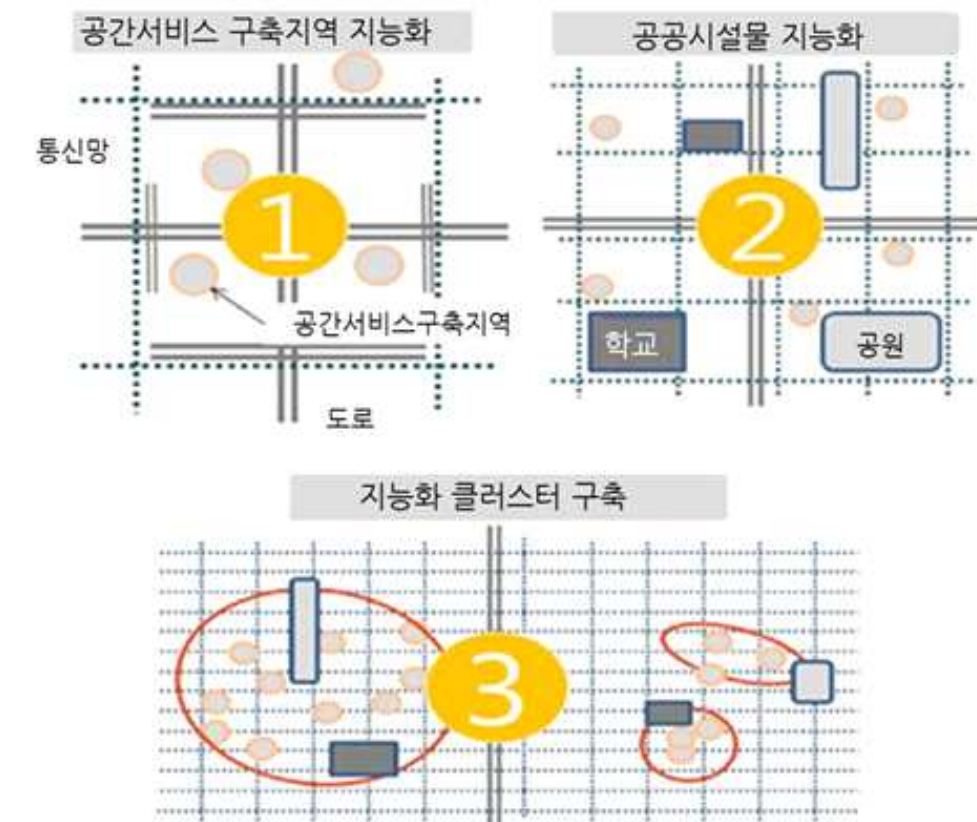 공간서비스 구축지역 지능화
통신망
1
공간서비스구축지역
도로
공공시설물 지능화
2
학교
공원
지능화 클러스터 구축
3